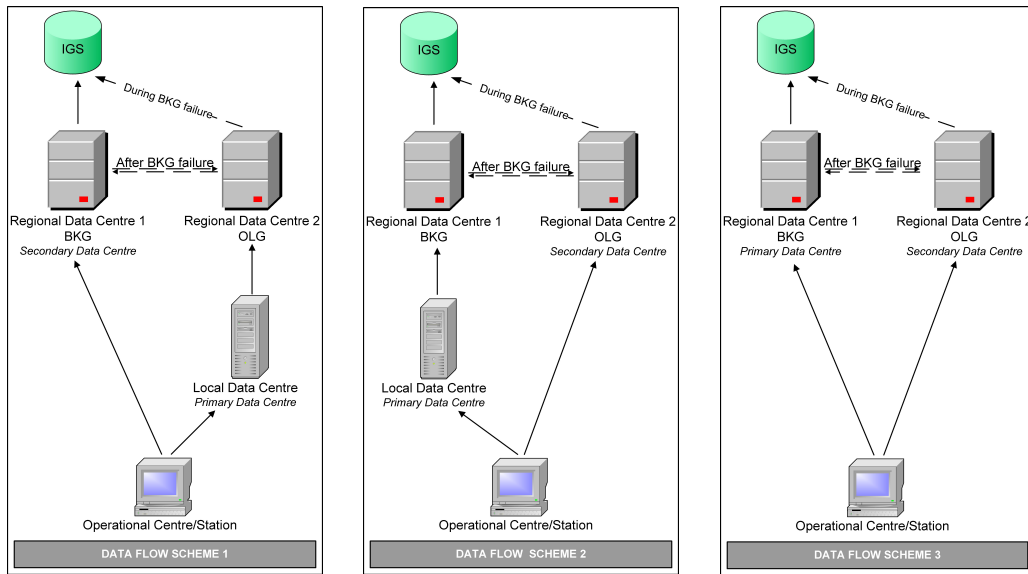 IGS
During BKG failure
After BKG failure
Regional Data Centre 1
BKG
Secondary Data Centre
Regional Data Centre 2
OLG
Local Data Centre
Primary Data Centre
Operational Centre/Station
DATA FLOW SCHEME 1
IGS
During BKG failure
After BKG failure
Regional Data Centre 1
BKG
Regional Data Centre 2
OLG
Secondary Data Centre
Local Data Centre
Primary Data Centre
Operational Centre/Station
DATA FLOW SCHEME 2
IGS
During BKG failure
After BKG failure
Regional Data Centre 1
BKG
Primary Data Centre
Regional Data Centre 2
OLG
Secondary Data Centre
Operational Centre/Station
DATA FLOW SCHEME 3